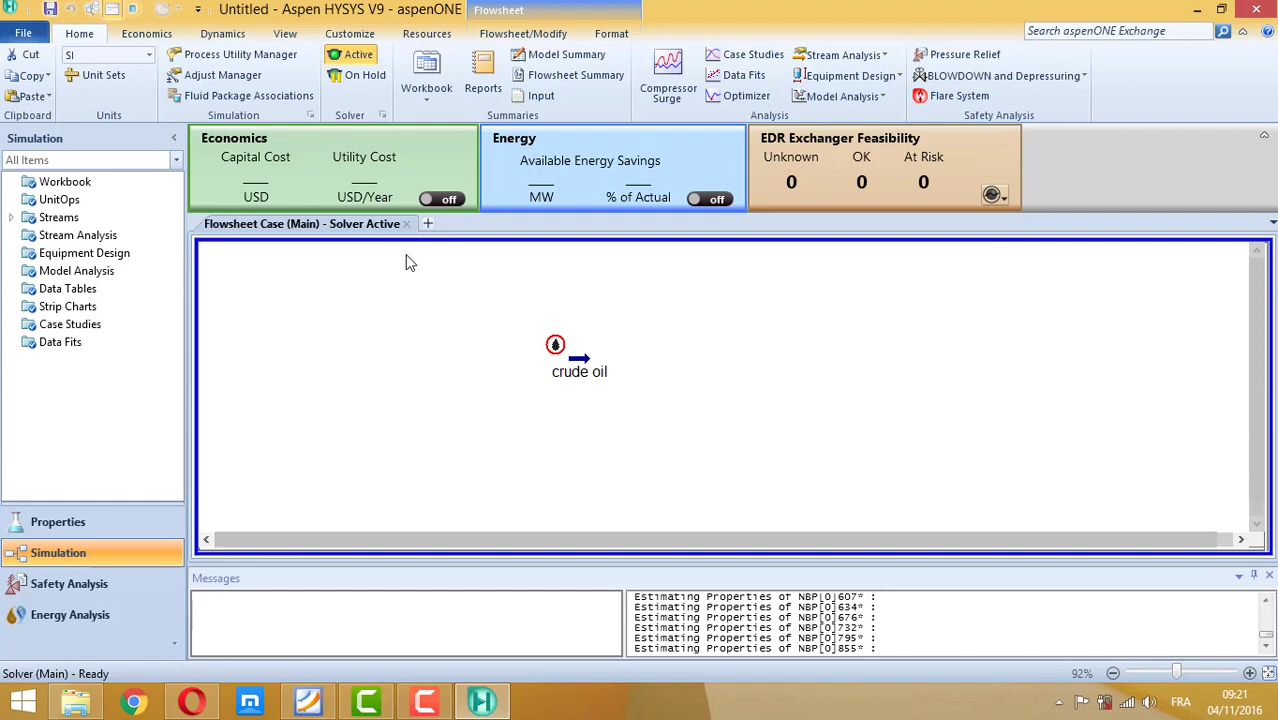 Untitled - Aspen HYSYS V9 - aspenONE
Flowsheet
File
Home
Economics
Dynamics
View
Customize
Resources
Flowsheet/Modify
Format
Search aspenONE Exchange
Cut
Copy
Paste
Clipboard
SI
Unit Sets
Units
Process Utility Manager
Adjust Manager
Fluid Package Associations
Simulation
Active
On Hold
Solver
Workbook
Reports
Model Summary
Flowsheet Summary
Input
Summaries
Compressor
Surge
Case Studies
Data Fits
Optimizer
Stream Analysis
Equipment Design
Model Analysis
Analysis
Pressure Relief
BLOWDOWN and Depressuring
Flare System
Safety Analysis
Simulation
All Items
Workbook
UnitOps
Streams
Stream Analysis
Equipment Design
Model Analysis
Data Tables
Strip Charts
Case Studies
Data Fits
Properties
Simulation
Safety Analysis
Energy Analysis
Economics
Capital Cost Utility Cost
USD USD/Year off
Energy
Available Energy Savings
MW % of Actual off
EDR Exchanger Feasibility
Unknown OK At Risk
0 0 0
Flowsheet Case (Main) - Solver Active
crude oil
Messages
Estimating Properties of NBP[0]607* :
Estimating Properties of NBP[0]634* :
Estimating Properties of NBP[0]676* :
Estimating Properties of NBP[0]732* :
Estimating Properties of NBP[0]795* :
Estimating Properties of NBP[0]855* :
Solver (Main) - Ready
92%
FRA
09:21
04/11/2016